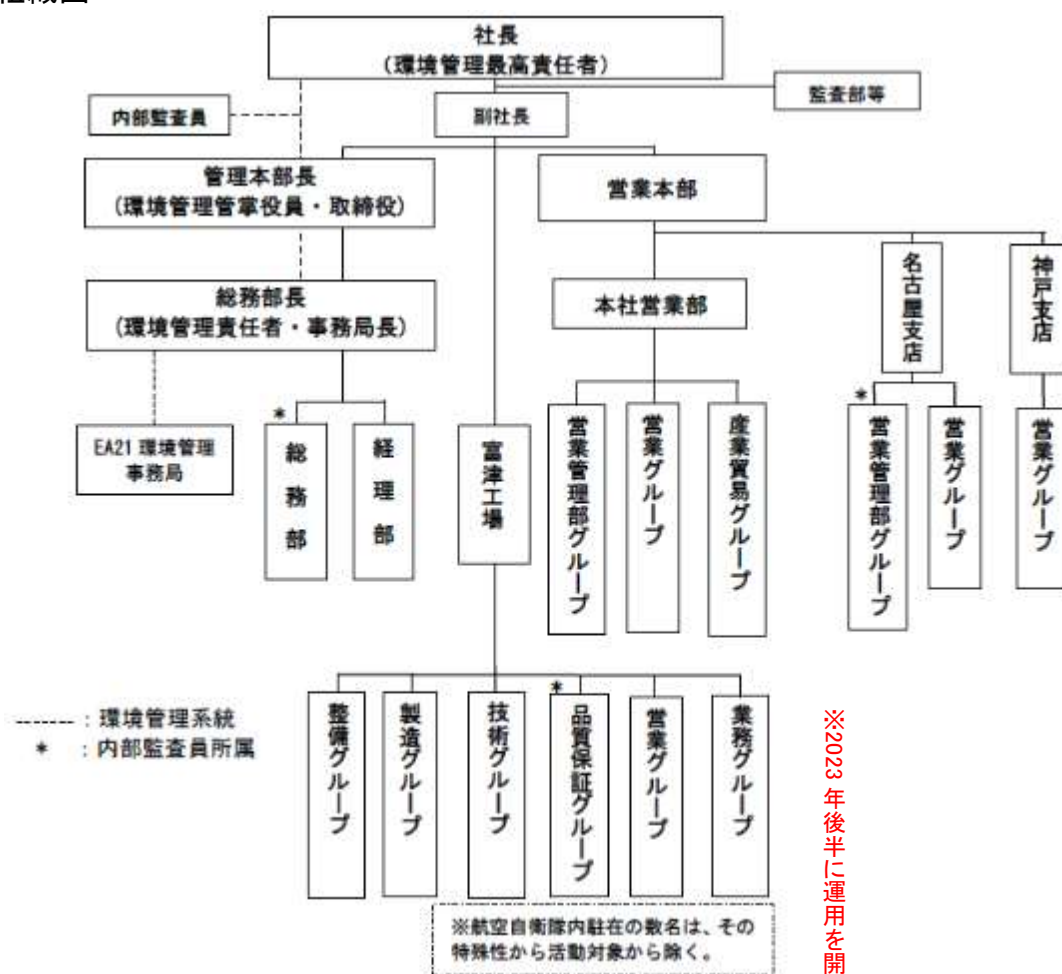 社長
(環境管理最高責任者)
監査部等
内部監査員
副社長
管理本部長
(環境管理管掌役員・取締役)
営業本部
総務部長
(環境管理責任者・事務局長)
本社営業部
名古屋支店
神戸支店
EA21 環境管理
事務局
*
総務部
経理部
富津工場
営業管理部グループ
営業グループ
産業貿易グループ
*
営業管理部グループ
営業グループ
営業グループ
------- : 環境管理系統
* : 内部監査員所属
整備グループ
製造グループ
技術グループ
*
品質保証グループ
営業グループ
業務グループ
※航空自衛隊内駐在の数名は、その
特殊性から活動対象から除く。
※2023 年後半に運用を開